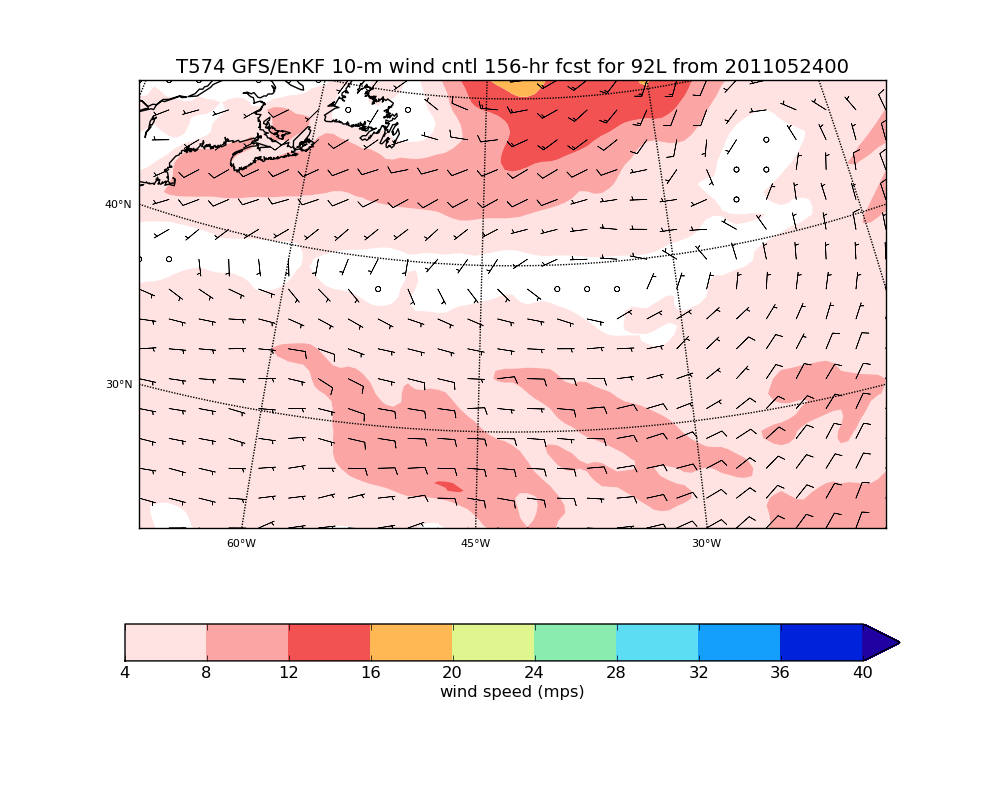 T574 GFS/EnKF 10-m wind cntl 156-hr fcst for 92L from 2011052400
40°N
30°N
60°W 45°W 30°W
4 8 12 16 20 24 28 32 36 40
wind speed (mps)